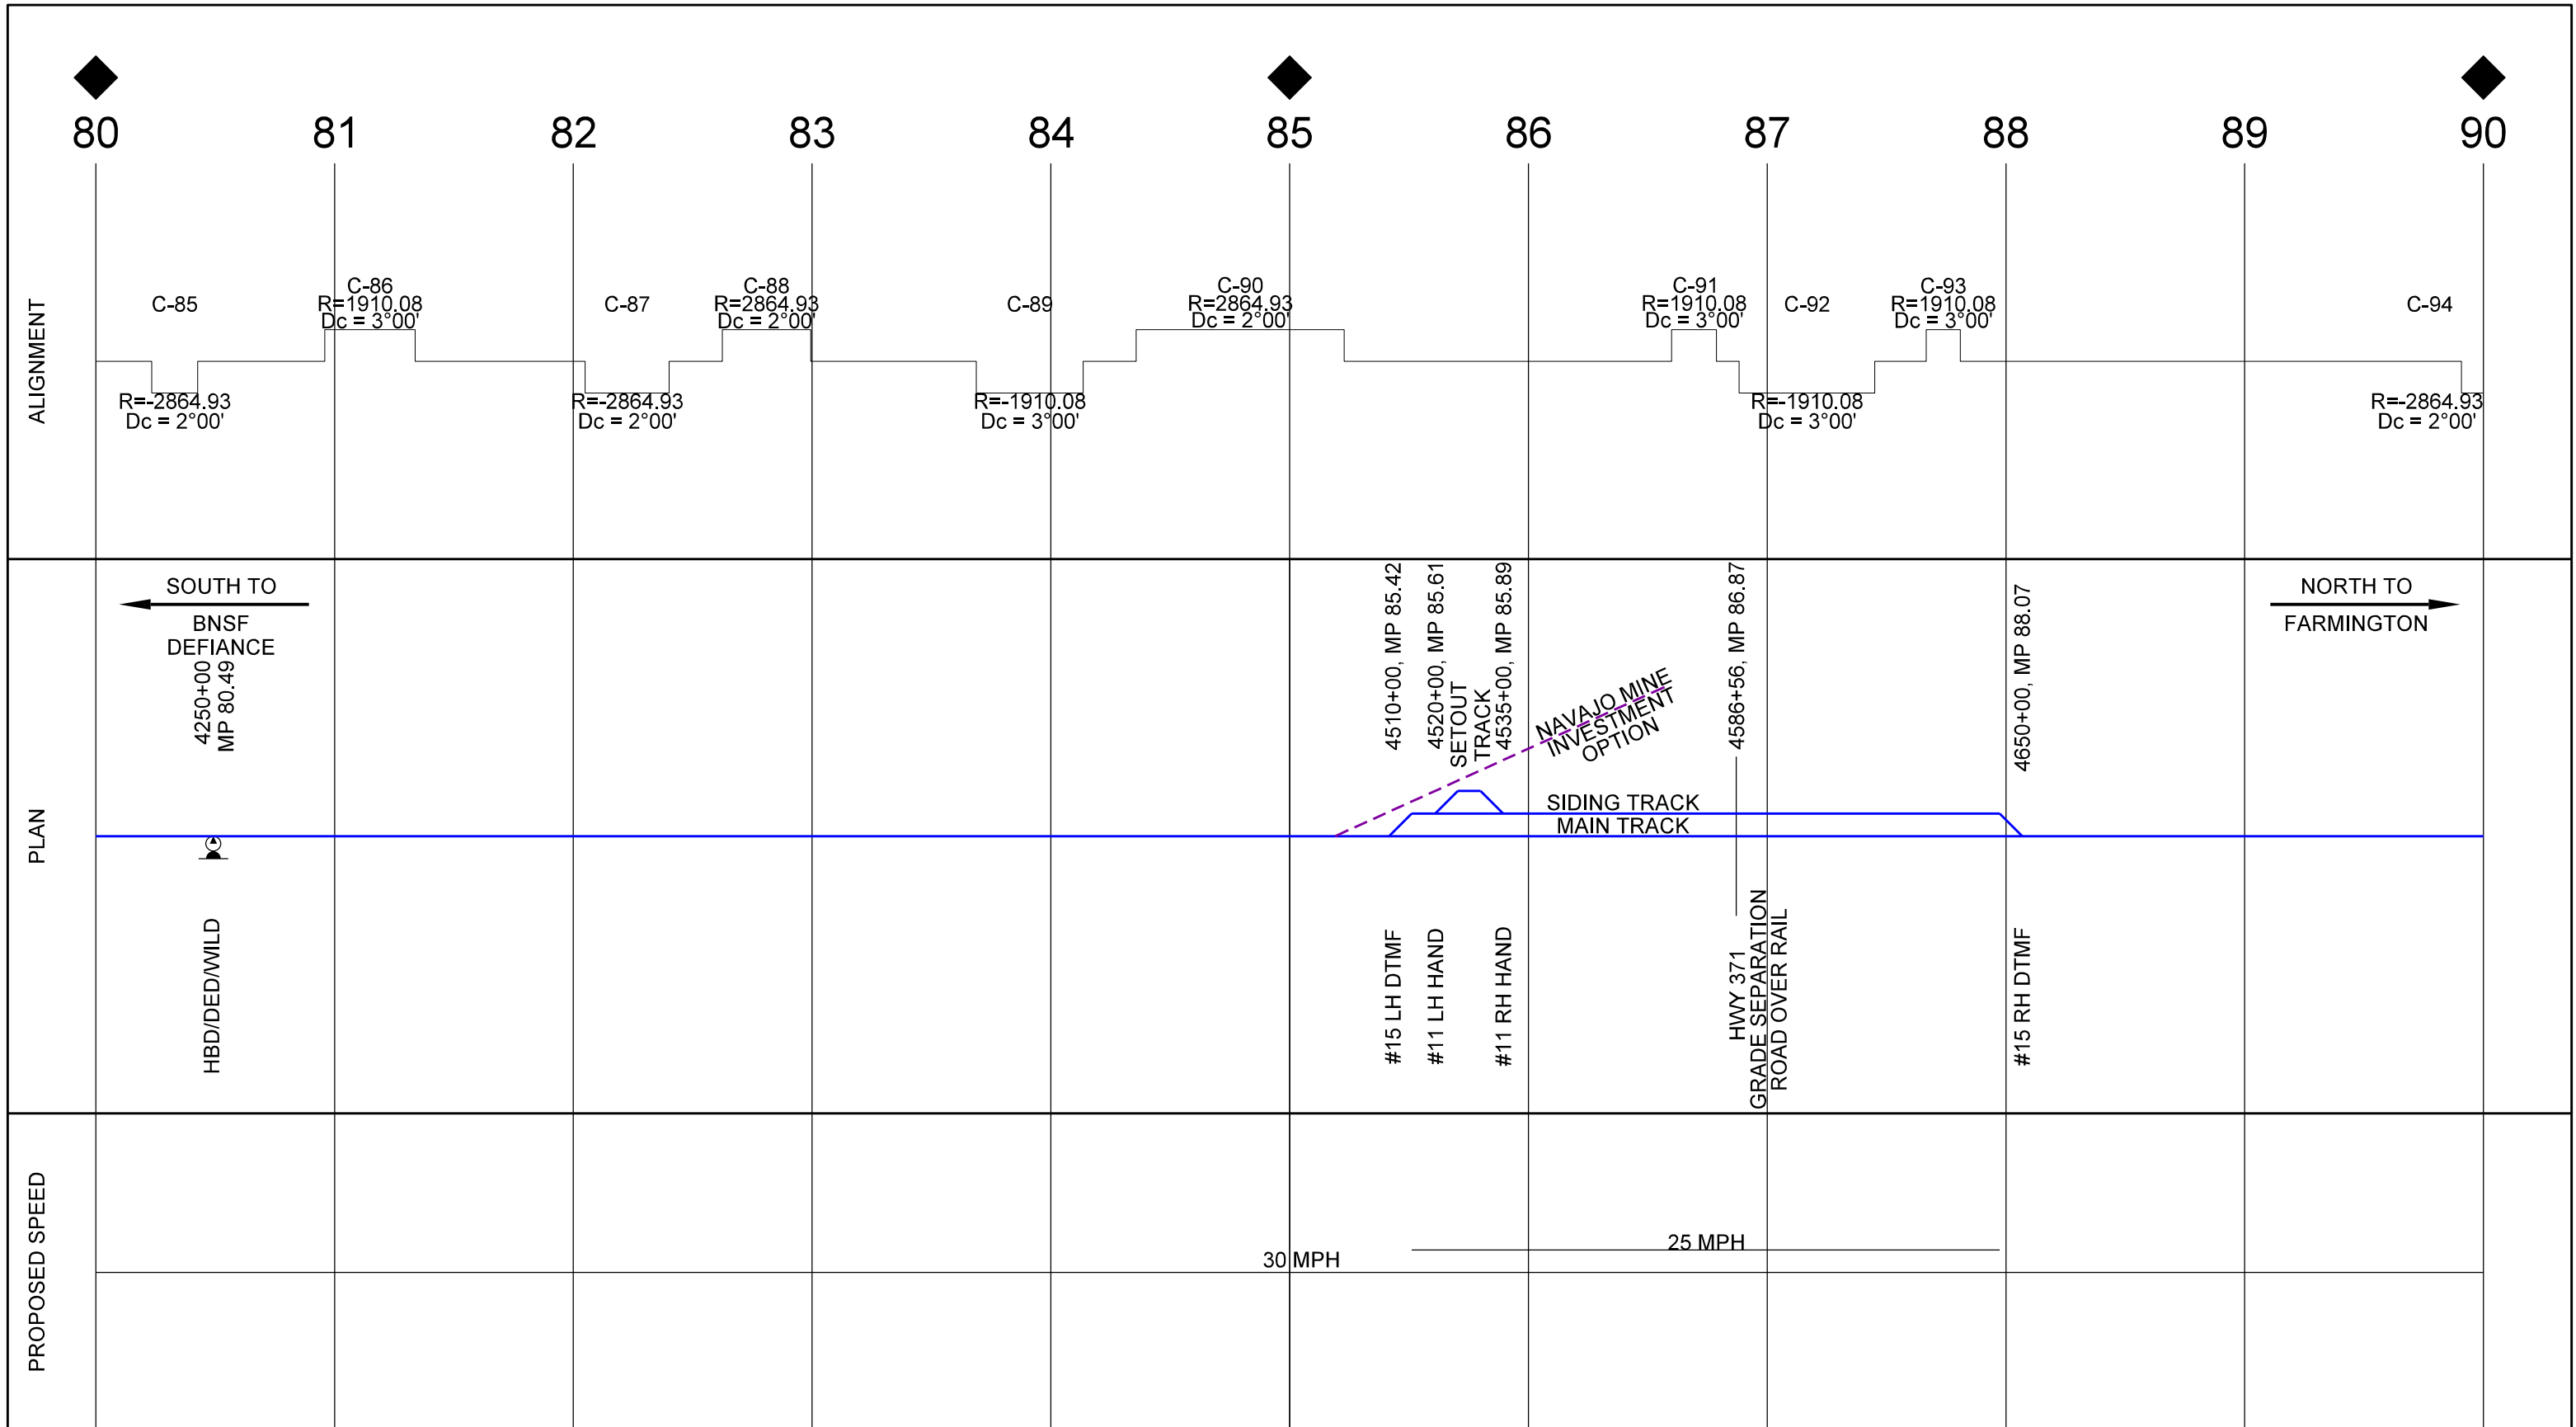 80 81 82 83 84 85 86 87 88 89 90
ALIGNMENT
C-85
R=-2864.93
Dc = 2°00'
C-86
R=1910.08
Dc = 3°00'
C-87
R=-2864.93
Dc = 2°00'
C-88
R=2864.93
Dc = 2°00'
C-89
R=-1910.08
Dc = 3°00'
C-90
R=2864.93
Dc = 2°00'
C-91
R=1910.08
Dc = 3°00'
C-92
R=-1910.08
Dc = 3°00'
C-93
R=1910.08
Dc = 3°00'
C-94
R=-2864.93
Dc = 2°00'
PLAN
SOUTH TO
BNSF
DEFIANCE
4250+00
MP 80.49
HBD/DED/WILD
4510+00, MP 85.42
4520+00, MP 85.61
SETOUT
TRACK
4535+00, MP 85.89
NAVAJO MINE
INVESTMENT
OPTION
4586+56, MP 86.87
4650+00, MP 88.07
NORTH TO
FARMINGTON
SIDING TRACK
MAIN TRACK
#15 LH DTMF
#11 LH HAND
#11 RH HAND
HWY 371
GRADE SEPARATION
ROAD OVER RAIL
#15 RH DTMF
PROPOSED SPEED
30 MPH
25 MPH